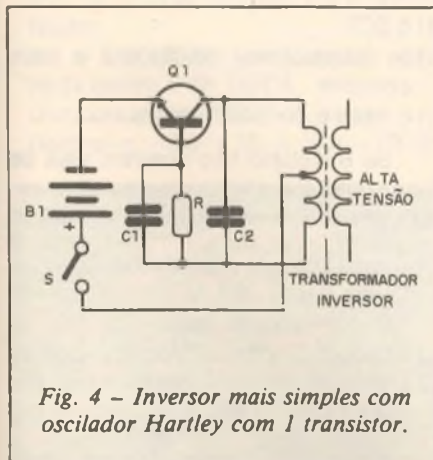 Q1
B1
+
S
C1
R
C2
ALTA
TENSÃO
TRANSFORMADOR
INVERSOR
Fig. 4 – Inversor mais simples com
oscilador Hartley com 1 transistor.